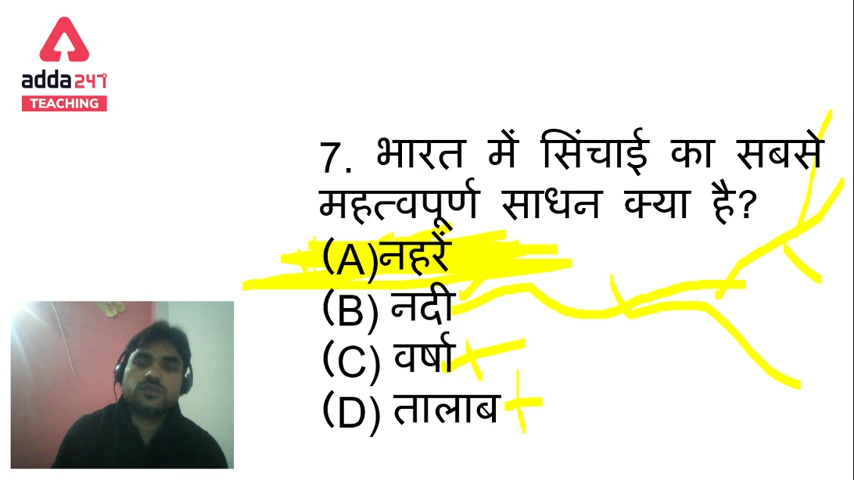 adda247
TEACHING
7. भारत में सिंचाई का सबसे
महत्वपूर्ण साधन क्या है?
(A)नहरें
(B) नदी
(C) वर्षा
(D) तालाब